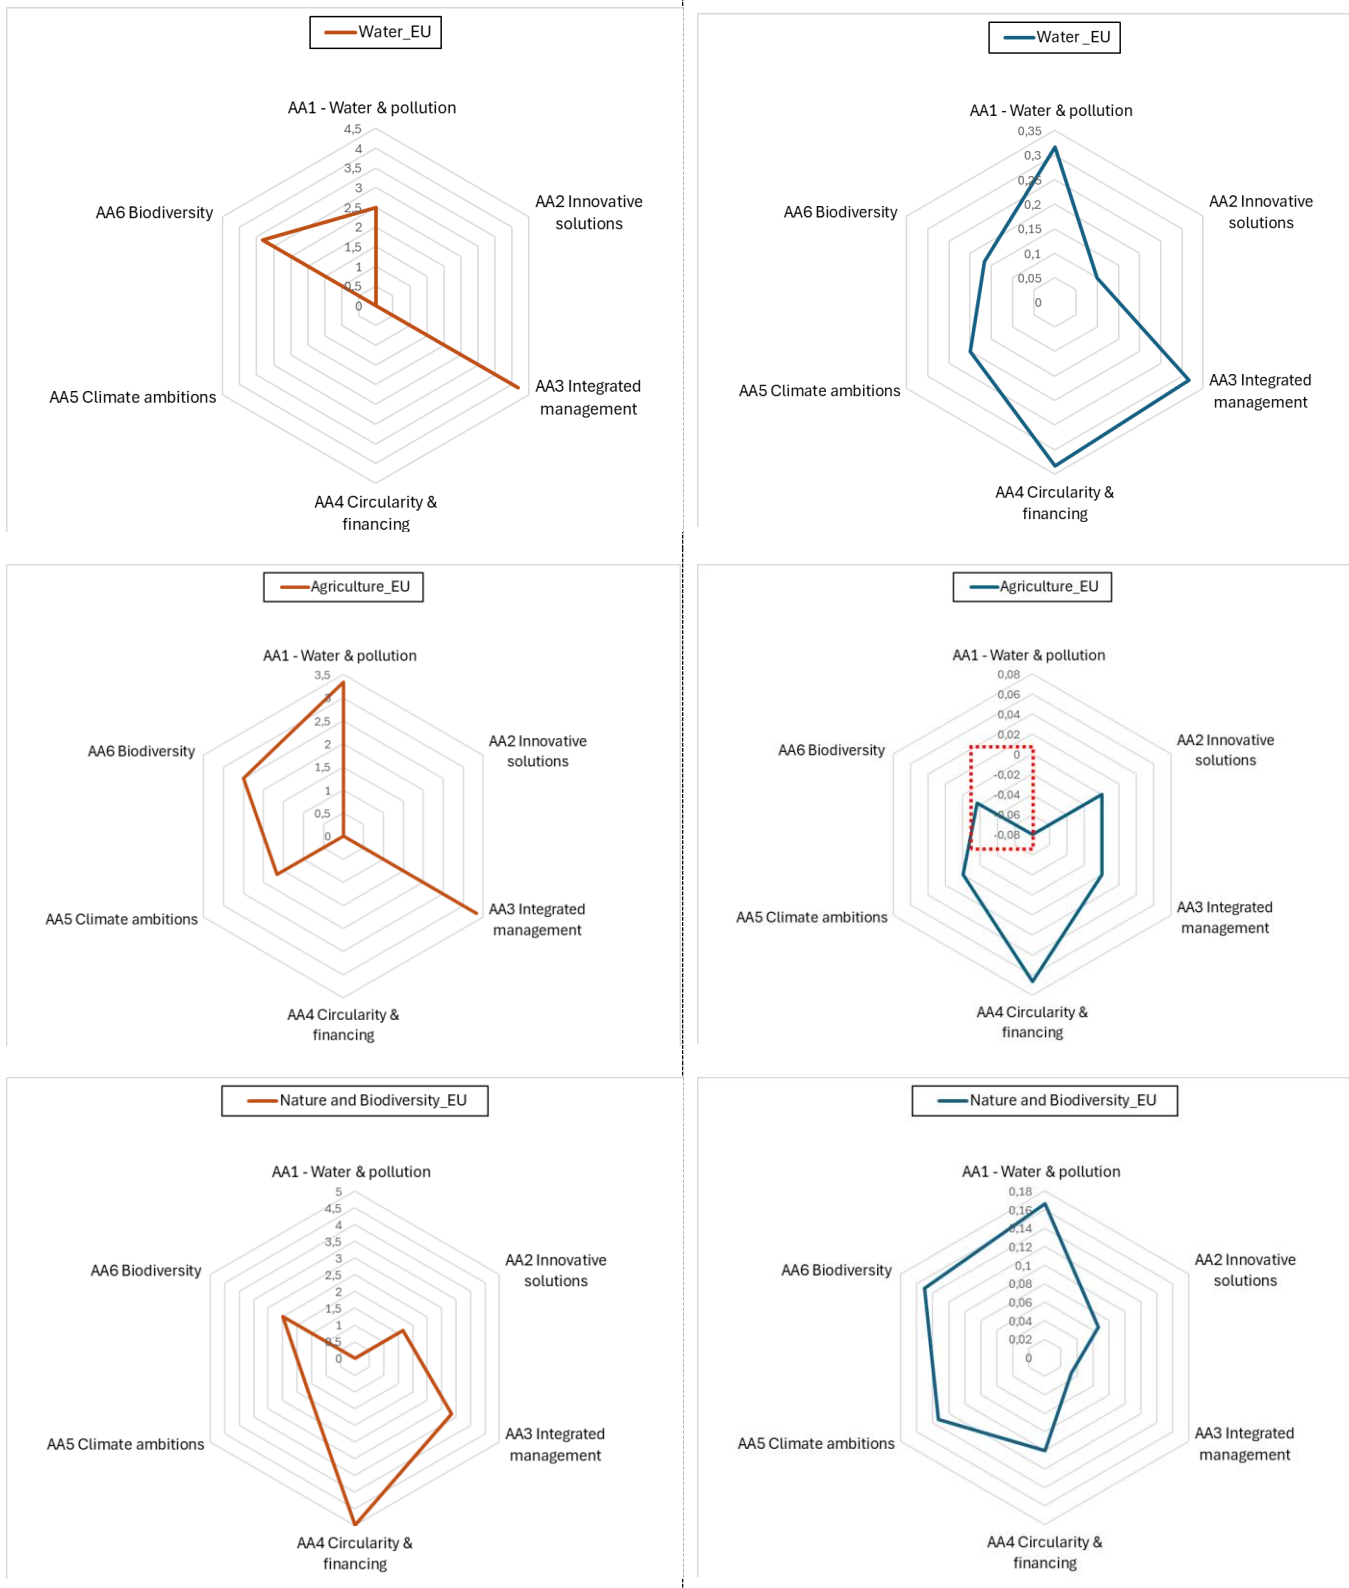 Water_EU
AA1 - Water & pollution
4,5
4
3,5
3
2,5
2
1,5
1
0,5
0
AA2 Innovative
solutions
AA3 Integrated
management
AA4 Circularity &
financing
AA5 Climate ambitions
AA6 Biodiversity
Water _EU
AA1 - Water & pollution
0,35
0,3
0,25
0,2
0,15
0,1
0,05
0
AA2 Innovative
solutions
AA3 Integrated
management
AA4 Circularity &
financing
AA5 Climate ambitions
AA6 Biodiversity
Agriculture_EU
AA1 - Water & pollution
3,5
3
2,5
2
1,5
1
0,5
0
AA2 Innovative
solutions
AA3 Integrated
management
AA4 Circularity &
financing
AA5 Climate ambitions
AA6 Biodiversity
Agriculture_EU
AA1 - Water & pollution
0,08
0,06
0,04
0,02
0
-0,02
-0,04
-0,06
-0,08
AA2 Innovative
solutions
AA3 Integrated
management
AA4 Circularity &
financing
AA5 Climate ambitions
AA6 Biodiversity
Nature and Biodiversity_EU
AA1 - Water & pollution
5
4,5
4
3,5
3
2,5
2
1,5
1
0,5
0
AA2 Innovative
solutions
AA3 Integrated
management
AA4 Circularity &
financing
AA5 Climate ambitions
AA6 Biodiversity
Nature and Biodiversity_EU
AA1 - Water & pollution
0,18
0,16
0,14
0,12
0,1
0,08
0,06
0,04
0,02
0
AA2 Innovative
solutions
AA3 Integrated
management
AA4 Circularity &
financing
AA5 Climate ambitions
AA6 Biodiversity